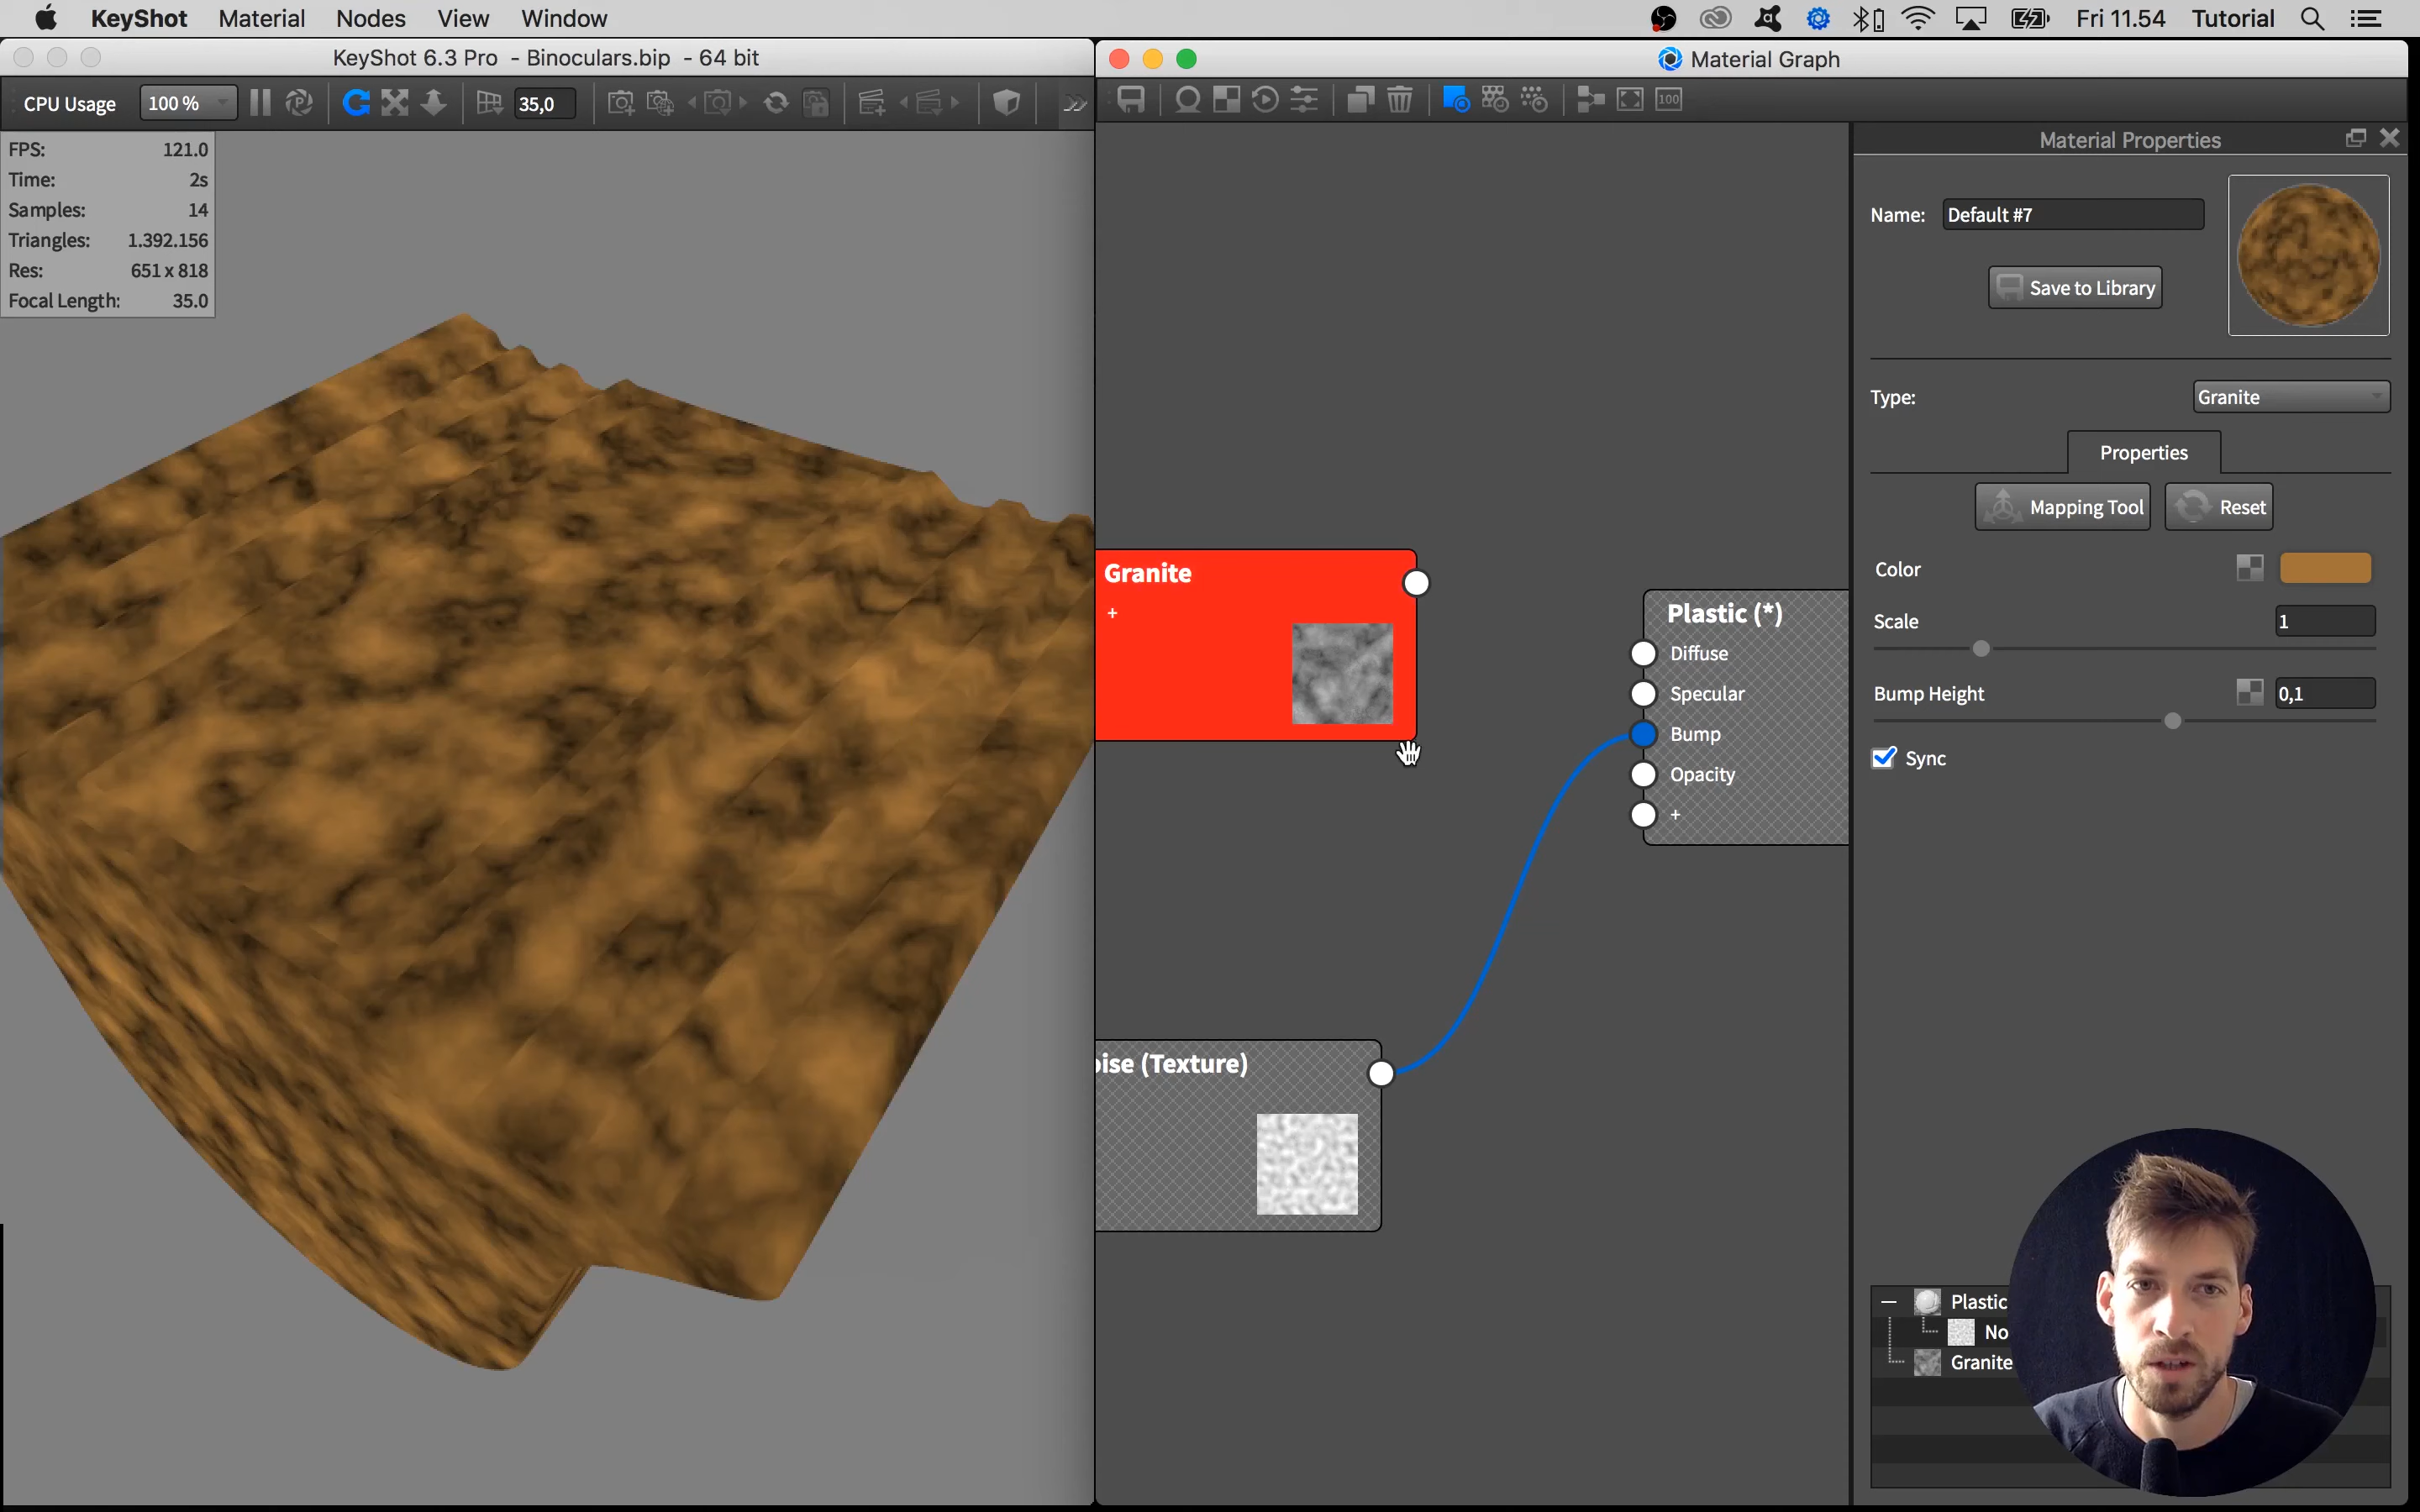 KeyShot Material Nodes View Window
Fri 11.54 Tutorial
KeyShot 6.3 Pro - Binoculars.bip - 64 bit
Material Graph
CPU Usage 100 % 35,0
100
FPS: 121.0
Time: 2s
Samples: 14
Triangles: 1.392.156
Res: 651 x 818
Focal Length: 35.0
Granite
+
Plastic (*)
Diffuse
Specular
Bump
Opacity
+
oise (Texture)
Material Properties
Name: Default #7
Save to Library
Type: Granite
Properties
Mapping Tool Reset
Color
Scale 1
Bump Height 0,1
Sync
Plastic
No
Granite